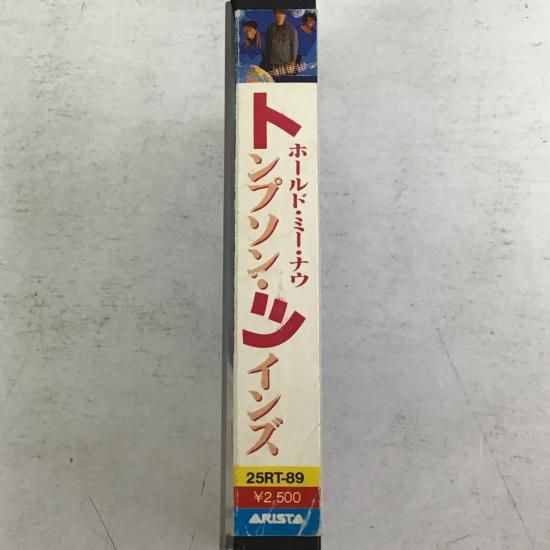 ホールド・ミー・ナウ
トンプソン・ツインズ
25RT-89
¥2,500
ARISTA